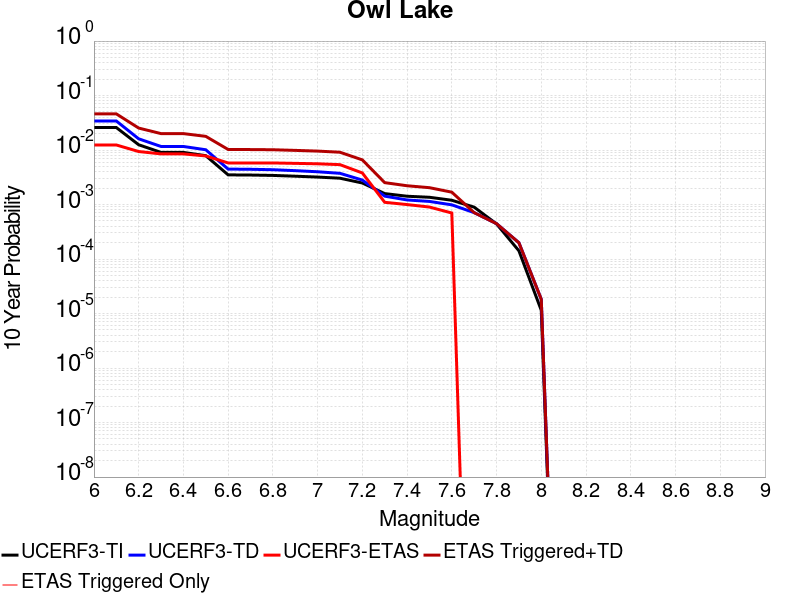 Owl Lake
10 Year Probability
10^0
10^-1
10^-2
10^-3
10^-4
10^-5
10^-6
10^-7
10^-8
6 6.2 6.4 6.6 6.8 7 7.2 7.4 7.6 7.8 8 8.2 8.4 8.6 8.8 9
Magnitude
UCERF3-TI UCERF3-TD UCERF3-ETAS ETAS Triggered+TD
ETAS Triggered Only